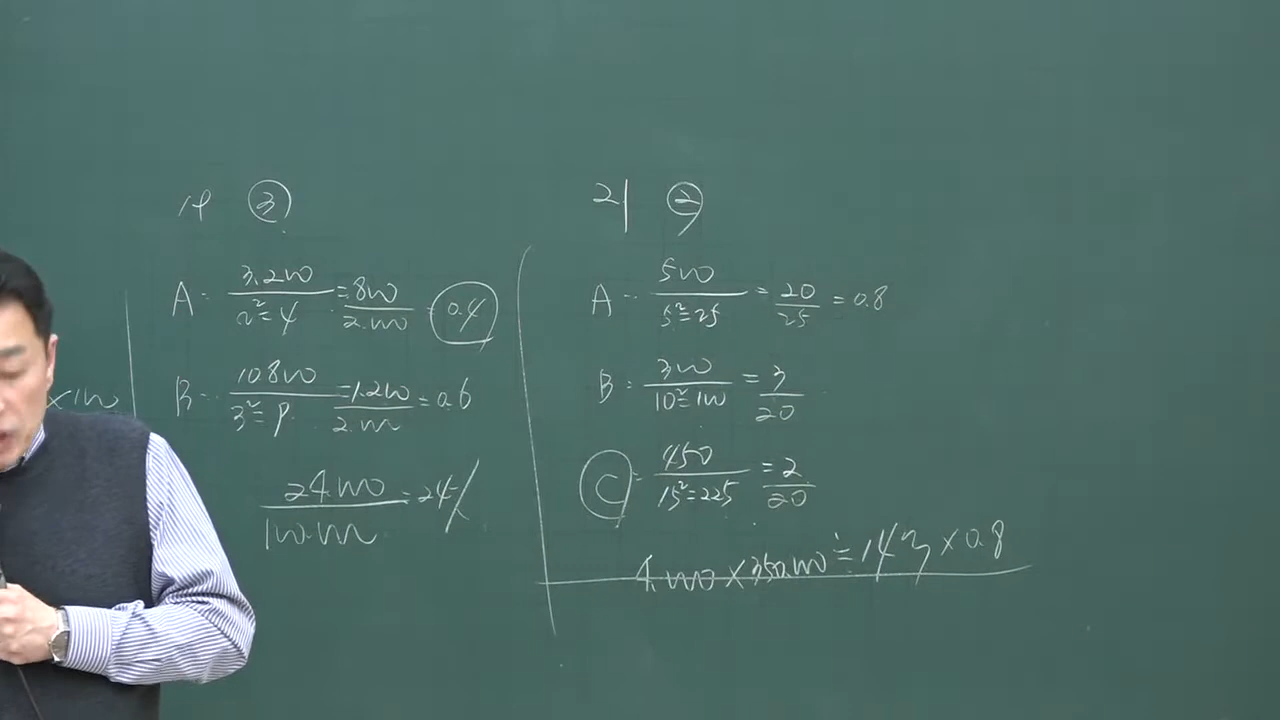 ×100
19 ③
A = 3.200 / 2²=4 = 800 / 2.000 = 0.4
B = 10.800 / 3²=9 = 1.200 / 2.000 = 0.6
24.000 / 100.000 = 24%
21 ②
A = 500 / 5²=25 = 20 / 25 = 0.8
B = 300 / 10²=100 = 3 / 20
C = 450 / 15²=225 = 2 / 20
4.000 × 350.000 ≒ 14억 × 0.8